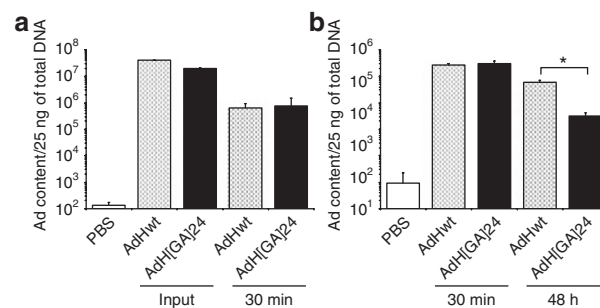 a
Ad content/25 ng of total DNA
10⁸
10⁷
10⁶
10⁵
10⁴
10³
10²
PBS
AdHwt
AdH[GA]24
AdHwt
AdH[GA]24
Input
30 min
b
Ad content/25 ng of total DNA
10⁶
10⁵
10⁴
10³
10²
10¹
*
PBS
AdHwt
AdH[GA]24
AdHwt
AdH[GA]24
30 min
48 h